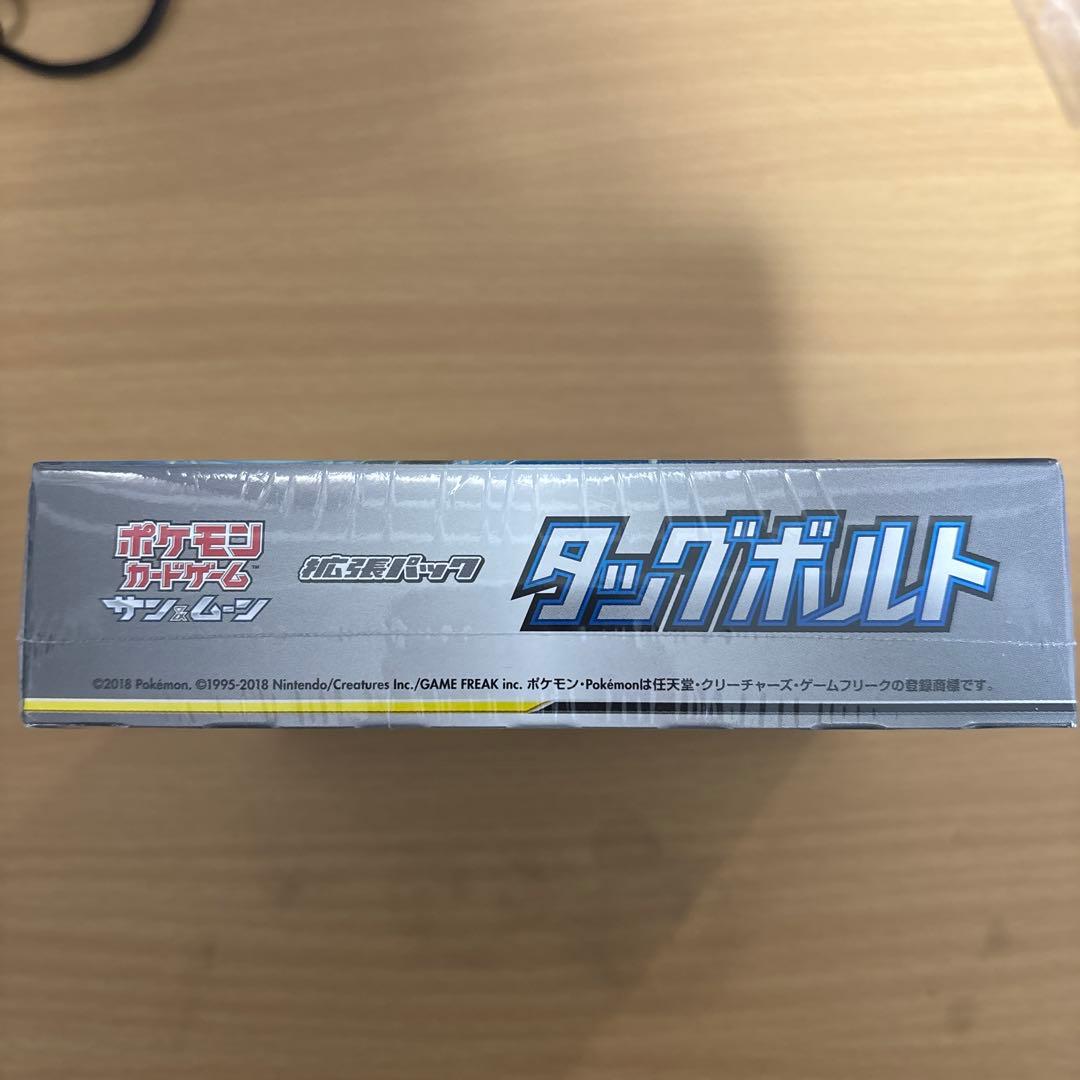 ポケモン
カードゲーム™
サン&ムーン
拡張パック
タッグボルト
©2018 Pokémon. ©1995-2018 Nintendo/Creatures Inc./GAME FREAK inc. ポケモン・Pokémonは任天堂・クリーチャーズ・ゲームフリークの登録商標です。